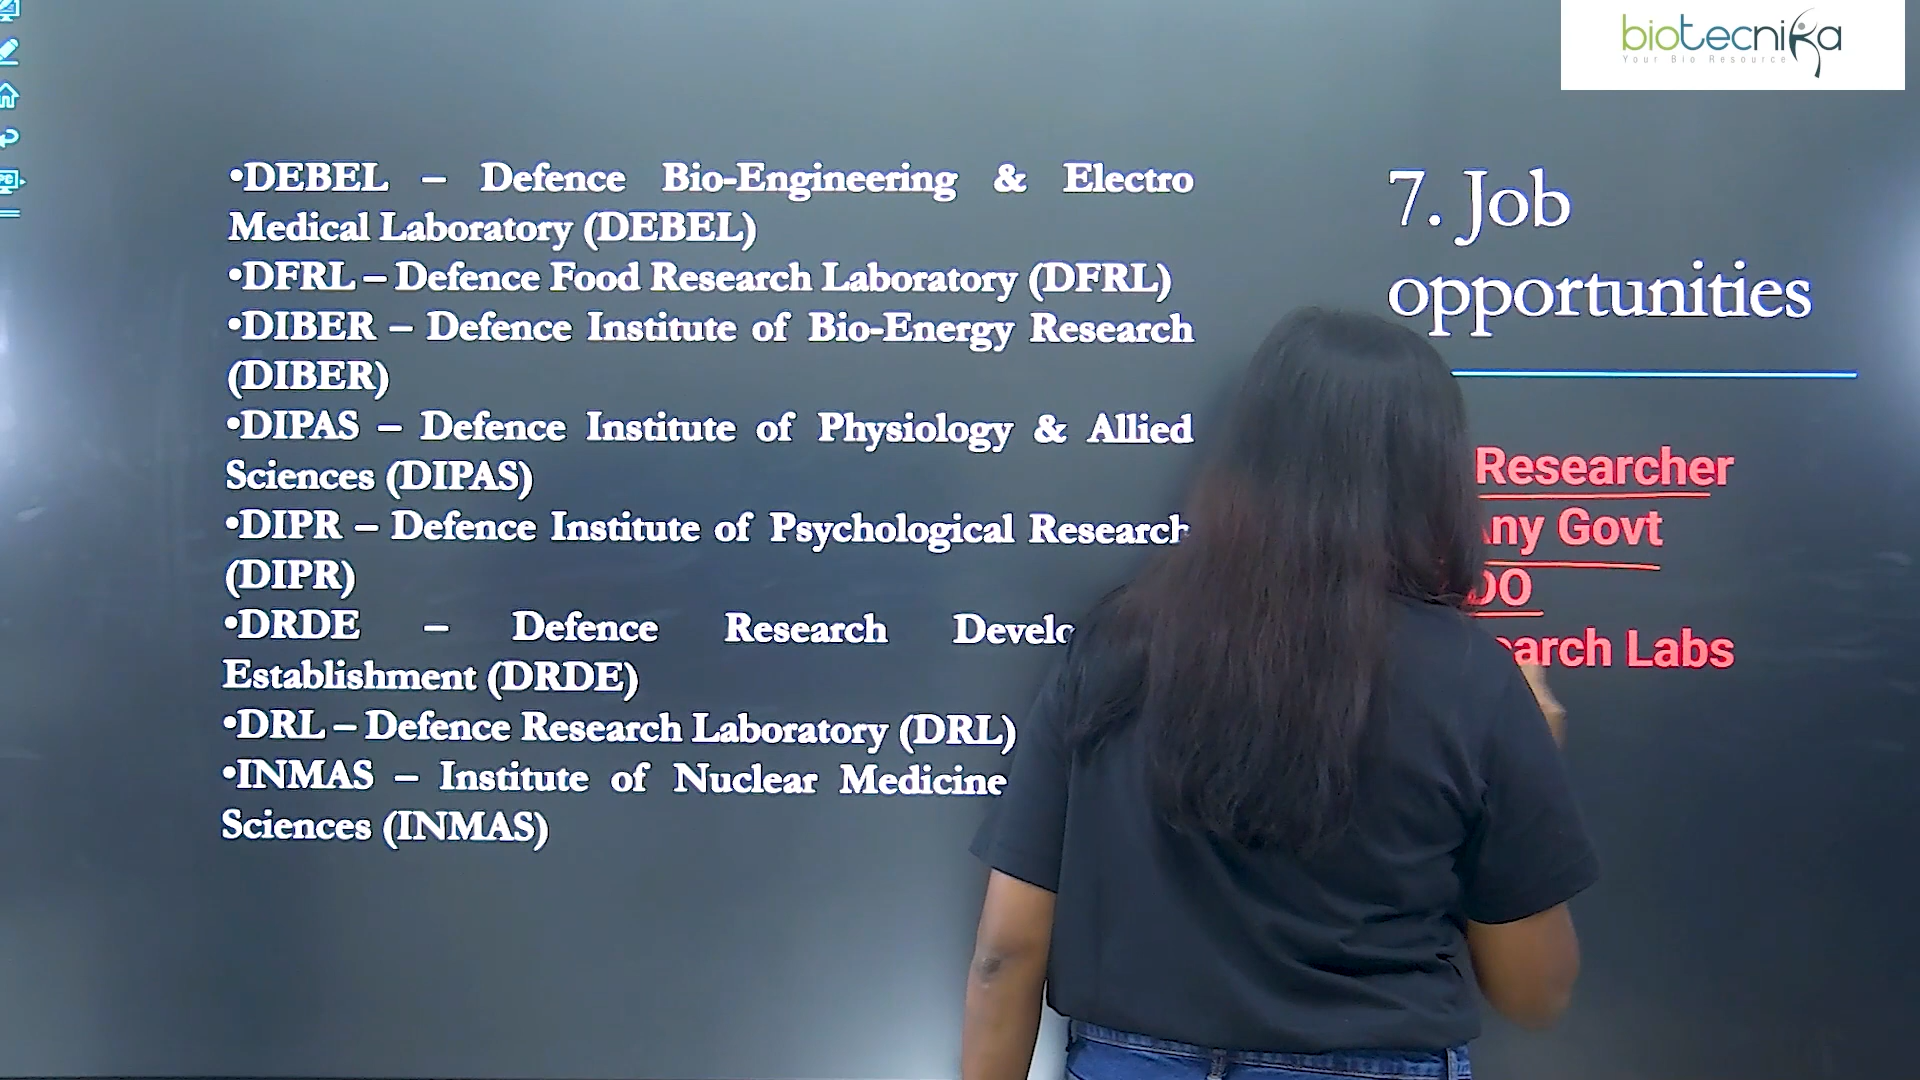 biotecnika
Your Bio Resource
•DEBEL – Defence Bio-Engineering & Electro
Medical Laboratory (DEBEL)
•DFRL – Defence Food Research Laboratory (DFRL)
•DIBER – Defence Institute of Bio-Energy Research
(DIBER)
•DIPAS – Defence Institute of Physiology & Allied
Sciences (DIPAS)
•DIPR – Defence Institute of Psychological Research
(DIPR)
•DRDE – Defence Research
Establishment (DRDE)
•DRL – Defence Research Laboratory (DRL)
•INMAS – Institute of Nuclear Medicine
Sciences (INMAS)
7. Job
opportunities
Researcher
Any Govt
Labs